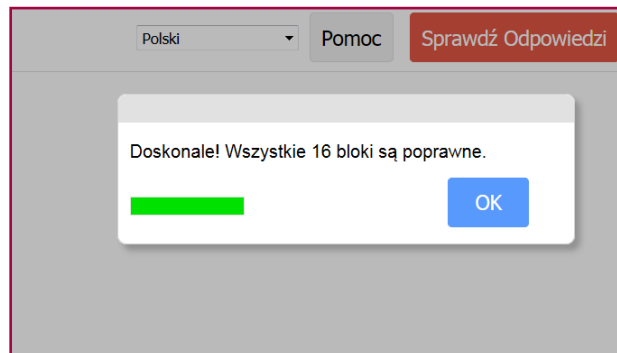 Polski Pomoc Sprawdź Odpowiedzi
Doskonale! Wszystkie 16 bloki są poprawne.
OK